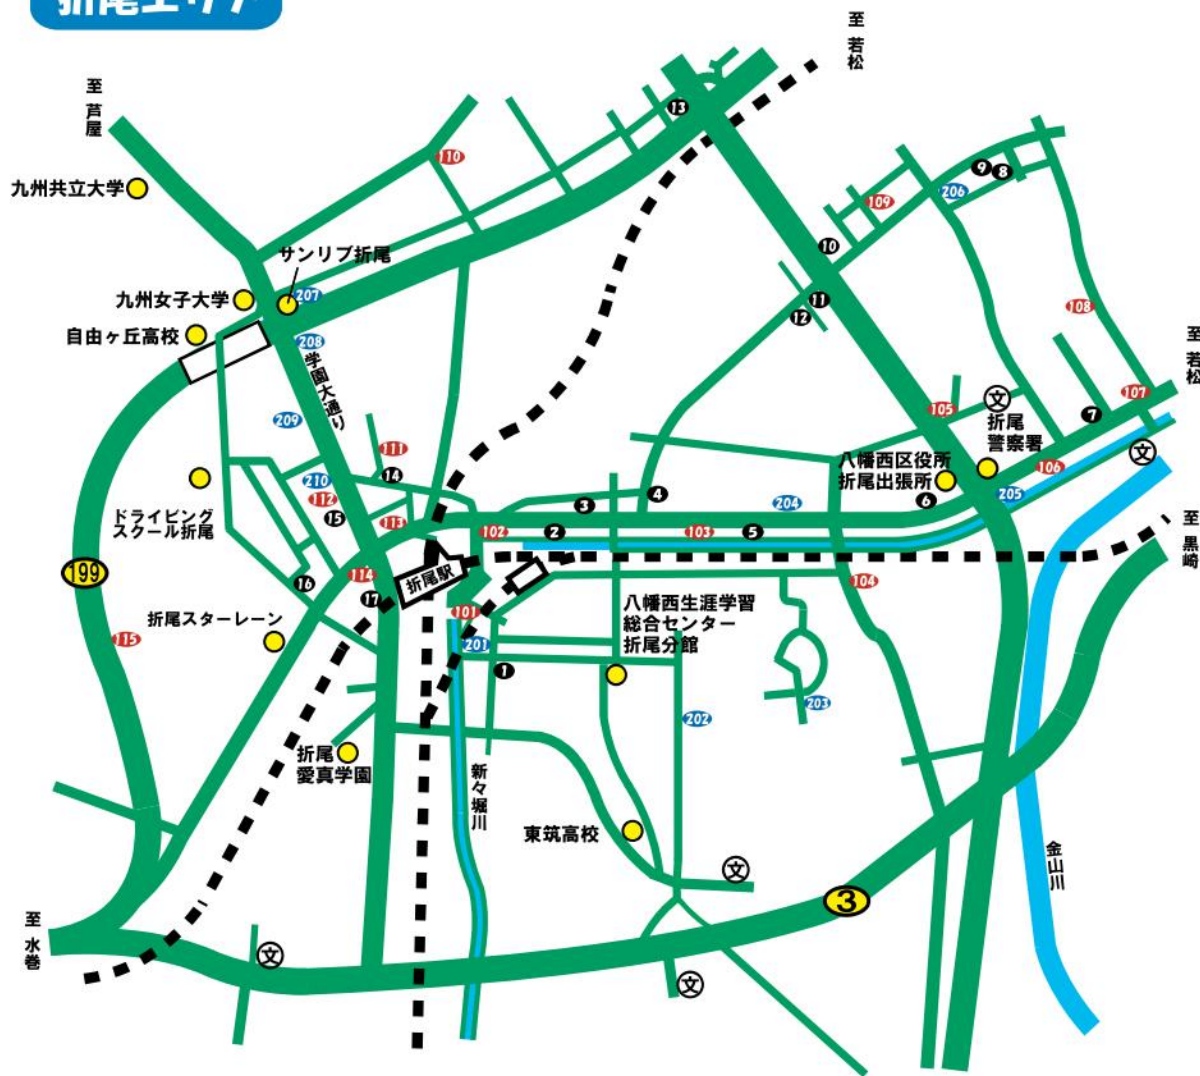 折尾エリア
至 若松
至 芦屋
13
110
九州共立大学
9
8
206
109
サンリブ折尾
10
九州女子大学
207
11
108
自由ヶ丘高校
12
208
学園大通り
至 若松
107
文
105
7
209
折尾
警察署
111
文
八幡西区役所
折尾出張所
106
14
210
112
4
6
205
3
204
15
113
ドライビング
スクール折尾
102
2
103
5
至 黒崎
199
114
折尾駅
16
104
17
折尾スターレーン
八幡西生涯学習
総合センター
折尾分館
101
115
201
1
203
202
折尾
愛真学園
新々堀川
東筑高校
金山川
文
3
至 水巻
文
文